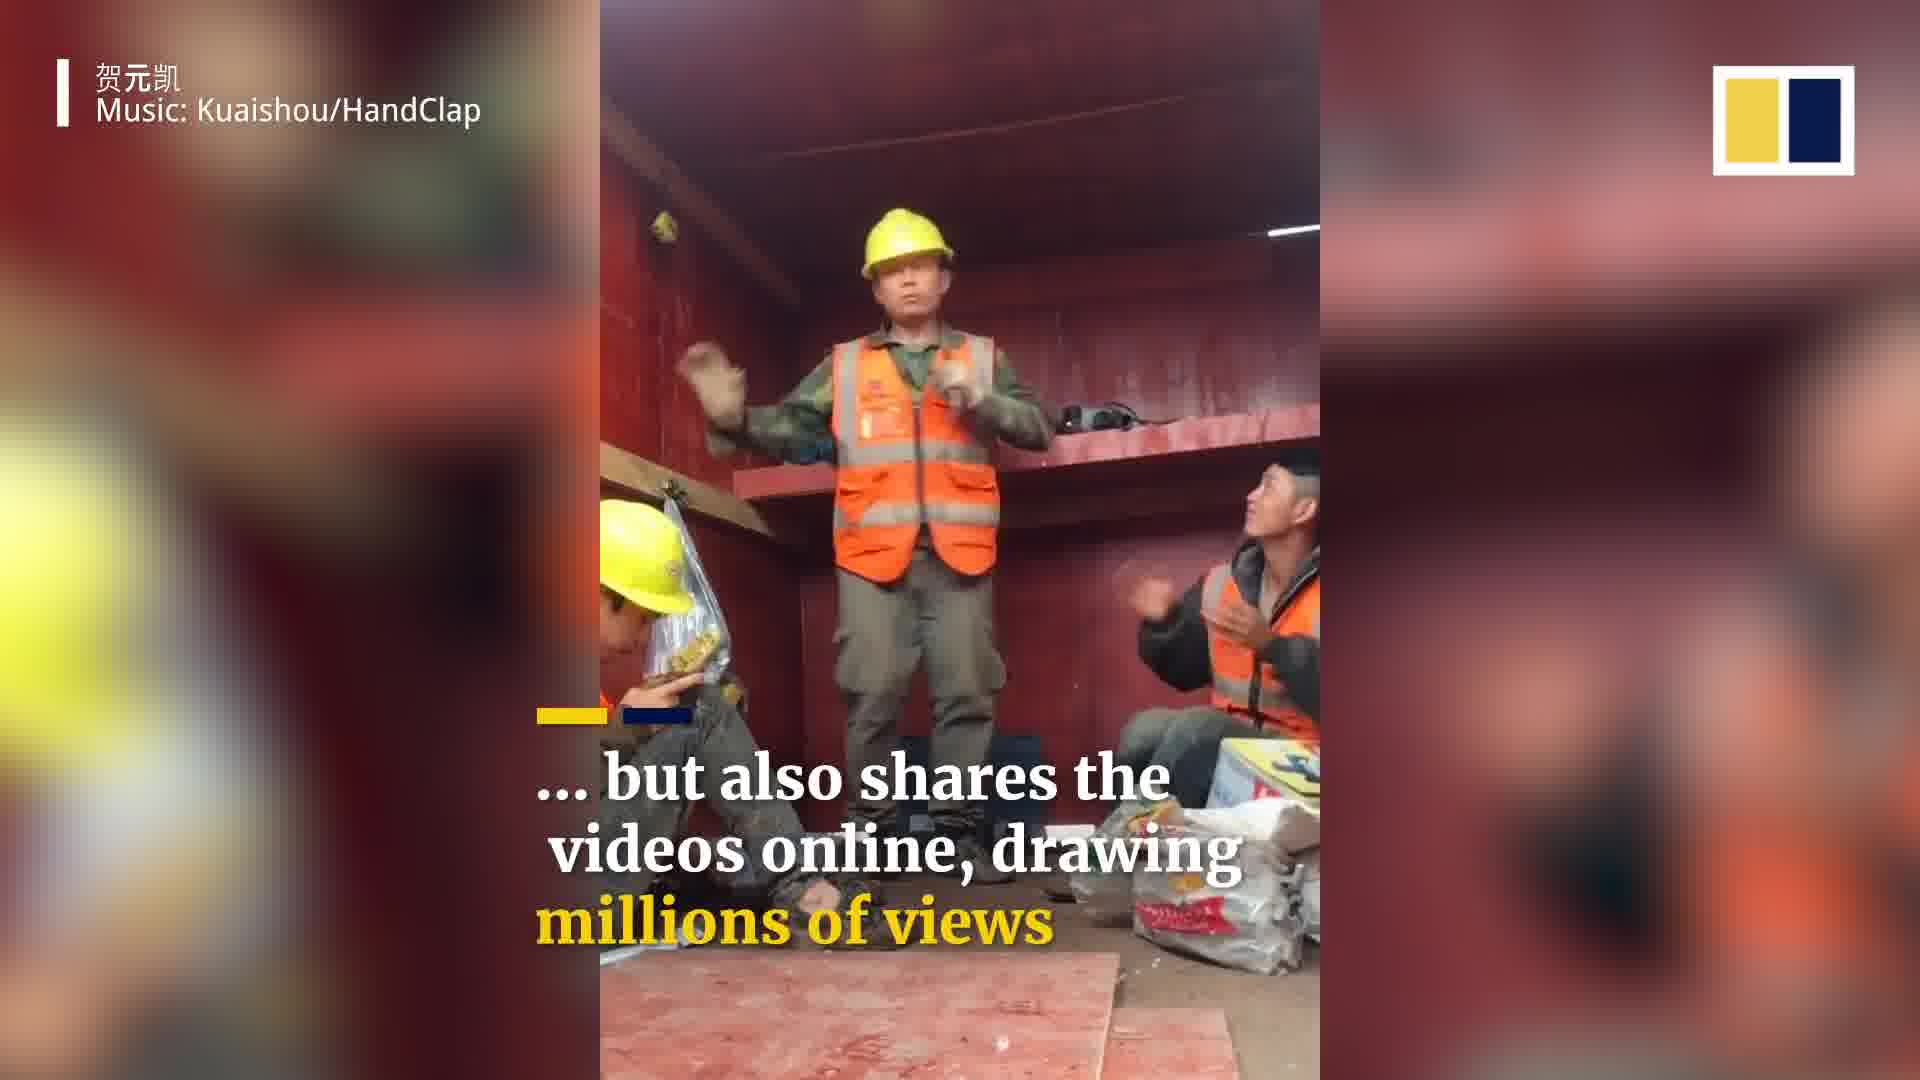 贺元凯
Music: Kuaishou/HandClap
... but also shares the
videos online, drawing
millions of views